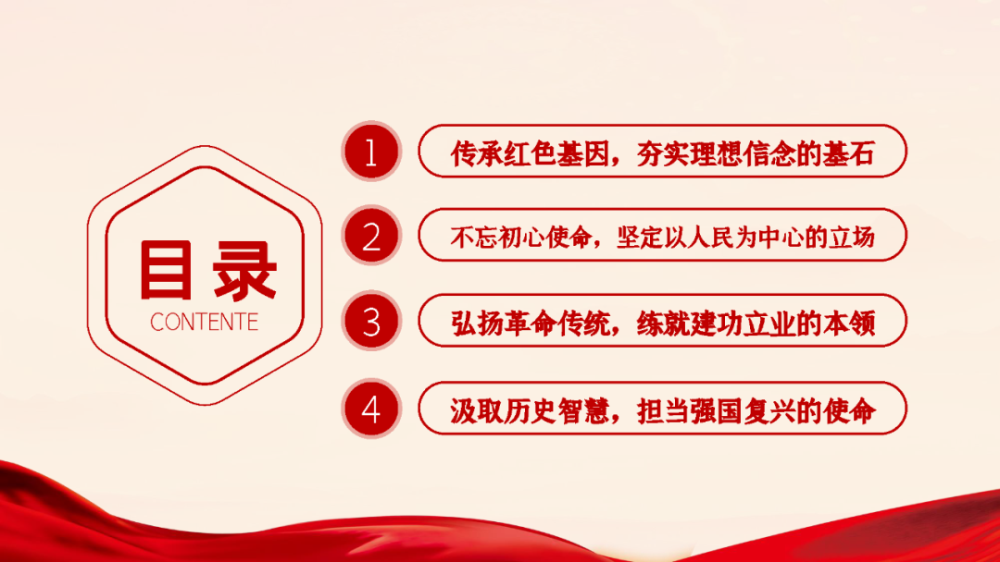 目录
CONTENTE
1
传承红色基因，夯实理想信念的基石
2
不忘初心使命，坚定以人民为中心的立场
3
弘扬革命传统，练就建功立业的本领
4
汲取历史智慧，担当强国复兴的使命